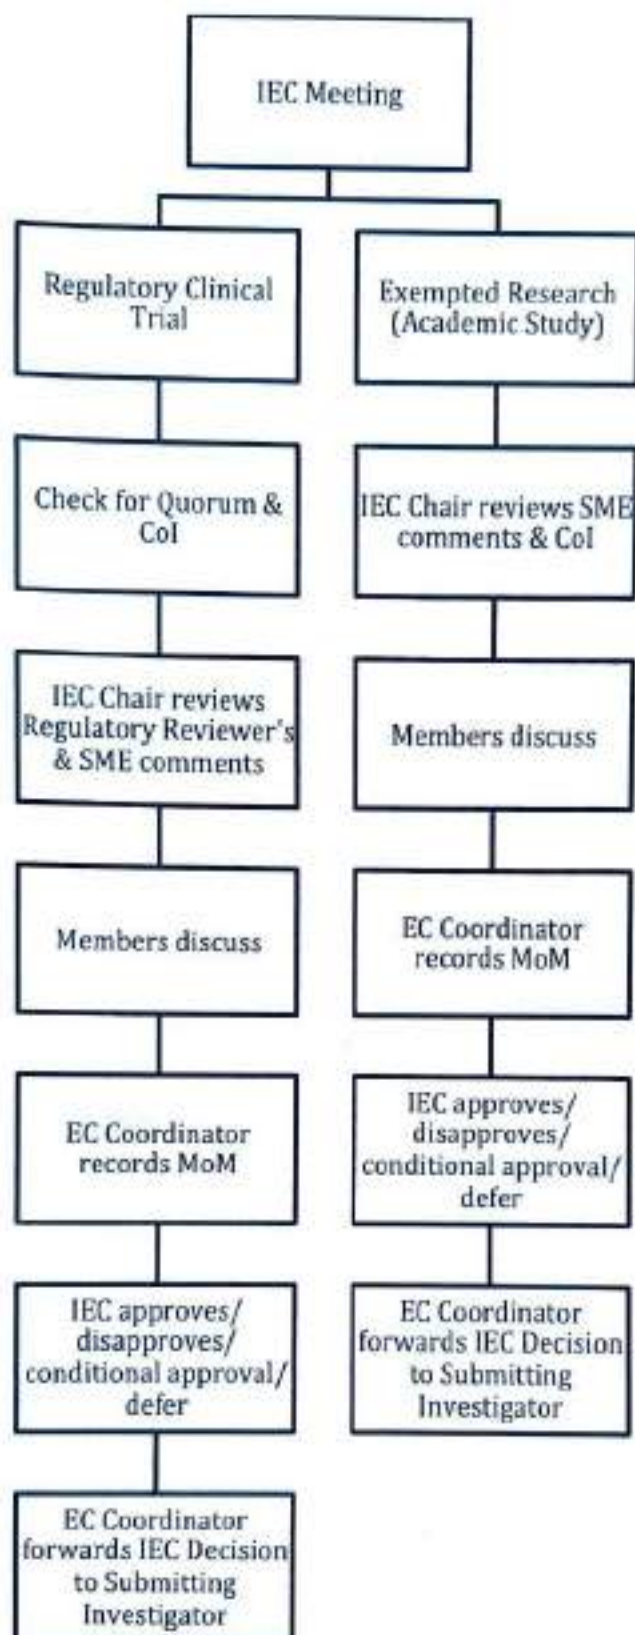 IEC Meeting
Regulatory Clinical
Trial
Check for Quorum &
CoI
IEC Chair reviews
Regulatory Reviewer's
& SME comments
Members discuss
EC Coordinator
records MoM
IEC approves/
disapproves/
conditional approval/
defer
EC Coordinator
forwards IEC Decision
to Submitting
Investigator
Exempted Research
(Academic Study)
IEC Chair reviews SME
comments & CoI
Members discuss
EC Coordinator
records MoM
IEC approves/
disapproves/
conditional approval/
defer
EC Coordinator
forwards IEC Decision
to Submitting
Investigator